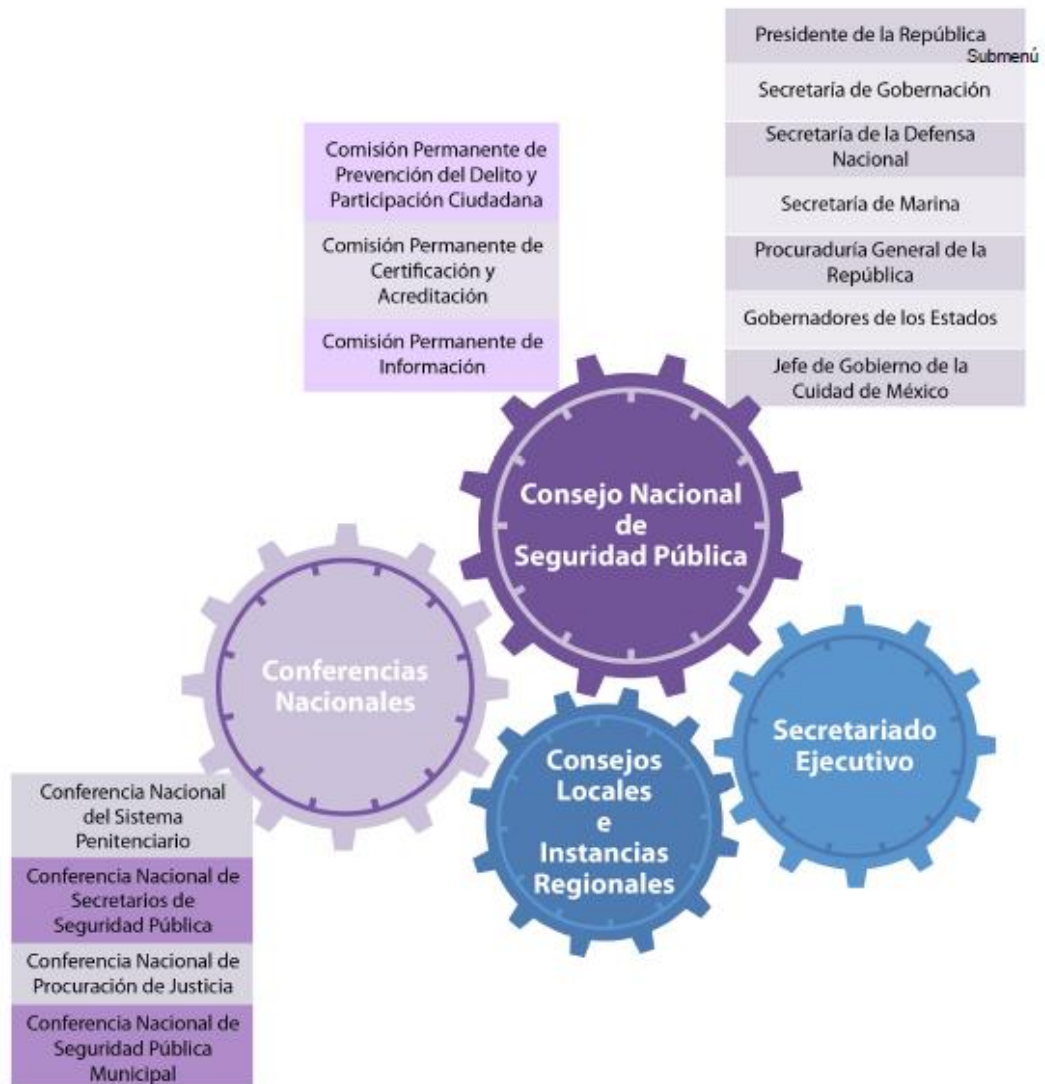 Presidente de la República
Submenú
Secretaría de Gobernación
Secretaría de la Defensa
Nacional
Secretaría de Marina
Procuraduría General de la
República
Gobernadores de los Estados
Jefe de Gobierno de la
Cuidad de México
Comisión Permanente de
Prevención del Delito y
Participación Ciudadana
Comisión Permanente de
Certificación y
Acreditación
Comisión Permanente de
Información
Consejo Nacional
de
Seguridad Pública
Conferencias
Nacionales
Secretariado
Ejecutivo
Consejos
Locales
e
Instancias
Regionales
Conferencia Nacional
del Sistema
Penitenciario
Conferencia Nacional de
Secretarios de
Seguridad Pública
Conferencia Nacional de
Procuración de Justicia
Conferencia Nacional de
Seguridad Pública
Municipal